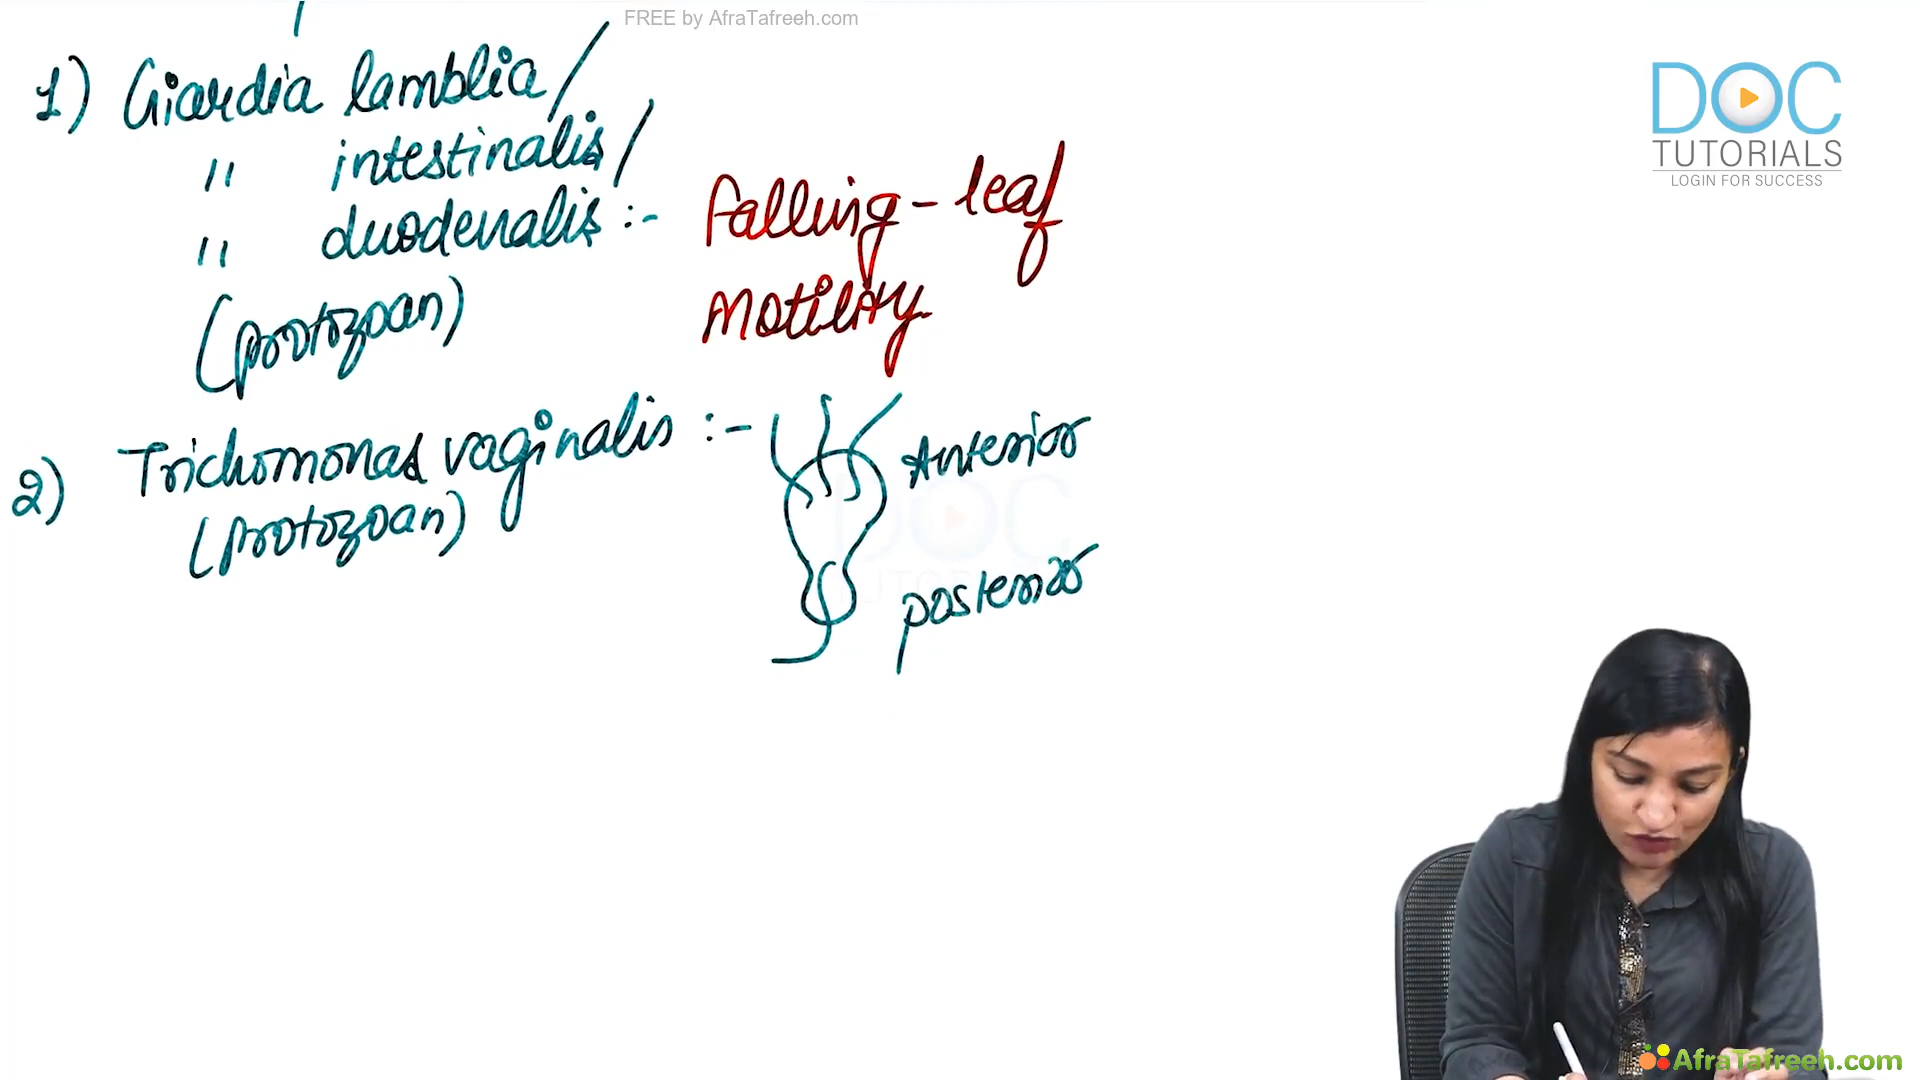 FREE by AfraTafreeh.com
DOC
TUTORIALS
LOGIN FOR SUCCESS
1) Giardia lamblia/
" intestinalis/
" duodenalis :- Falling-leaf
Motility
(protozoan)
2) Trichomonas vaginalis :- Anterior
(protozoan)
posterior
AfraTafreeh.com